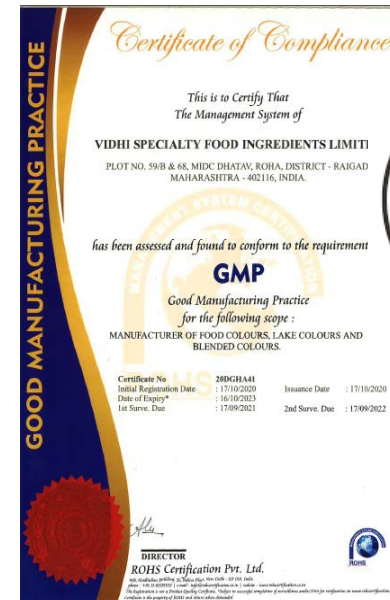 GOOD MANUFACTURING PRACTICE
Certificate of Compliance
This is to Certify That
The Management System of
VIDHI SPECIALTY FOOD INGREDIENTS LIMITI
PLOT NO. 59/B & 68, MIDC DHATAV, ROHA, DISTRICT - RAIGAD
MAHARASHTRA - 402116, INDIA.
has been assessed and found to conform to the requirement
GMP
Good Manufacturing Practice
for the following scope :
MANUFACTURER OF FOOD COLOURS, LAKE COLOURS AND
BLENDED COLOURS.
Certificate No 20DGHA41
Initial Registration Date : 17/10/2020 Issuance Date : 17/10/2020
Date of Expiry* : 16/10/2023
1st Surve. Due : 17/09/2021 2nd Surve. Due : 17/09/2022
DIRECTOR
ROHS Certification Pvt. Ltd.
ROHS